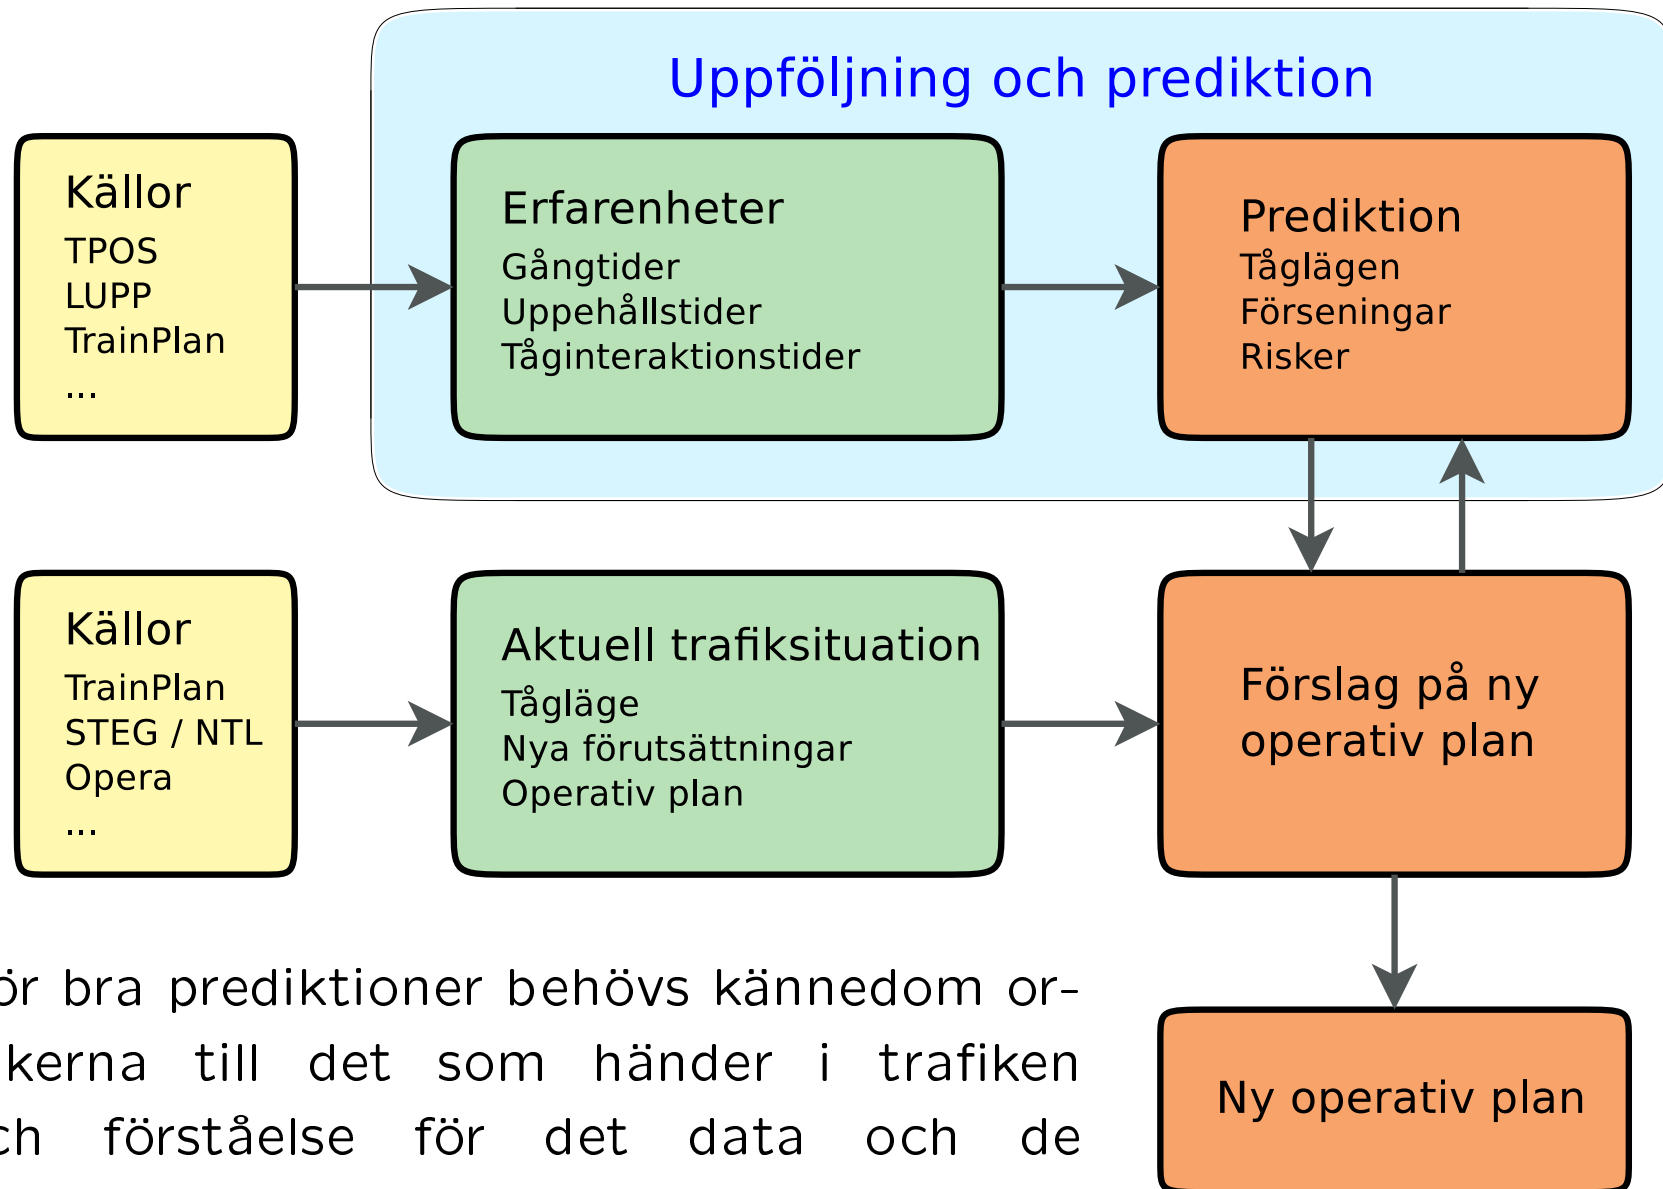 Uppföljning och prediktion
Källor
TPOS
LUPP
TrainPlan
...
Erfarenheter
Gångtider
Uppehållstider
Tåginteraktionstider
Prediktion
Tåglägen
Förseningar
Risker
Källor
TrainPlan
STEG / NTL
Opera
...
Aktuell trafiksituation
Tågläge
Nya förutsättningar
Operativ plan
Förslag på ny
operativ plan
Ny operativ plan
ör bra prediktioner behövs kännedom or-
kerna till det som händer i trafiken
ch förståelse för det data och de